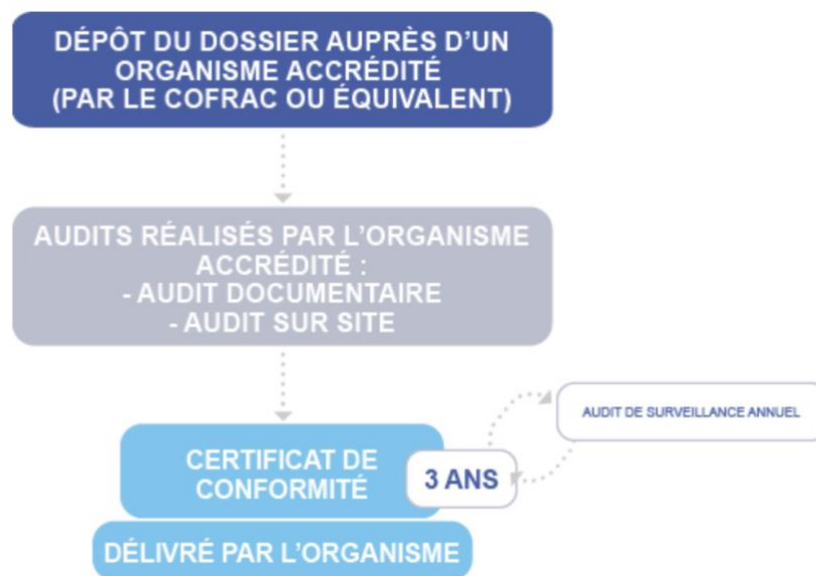 DÉPÔT DU DOSSIER AUPRÈS D’UN
ORGANISME ACCRÉDITÉ
(PAR LE COFRAC OU ÉQUIVALENT)
AUDITS RÉALISÉS PAR L’ORGANISME
ACCRÉDITÉ :
- AUDIT DOCUMENTAIRE
- AUDIT SUR SITE
AUDIT DE SURVEILLANCE ANNUEL
CERTIFICAT DE
CONFORMITÉ
3 ANS
DÉLIVRÉ PAR L’ORGANISME